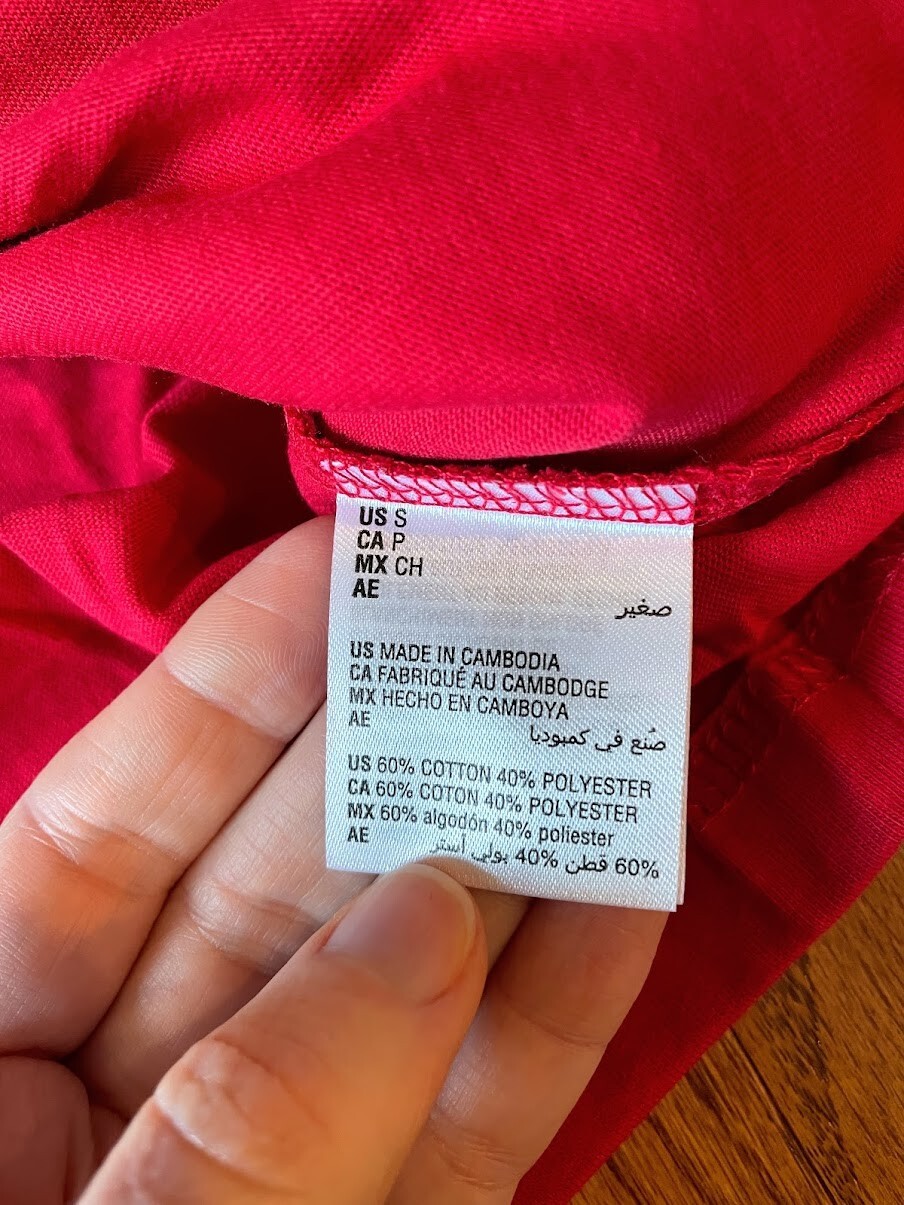 US S
CA P
MX CH
AE
صغير
US MADE IN CAMBODIA
CA FABRIQUÉ AU CAMBODGE
MX HECHO EN CAMBOYA
AE
صُنع في كمبوديا
US 60% COTTON 40% POLYESTER
CA 60% COTON 40% POLYESTER
MX 60% algodón 40% poliester
AE
60% قطن 40% بولي استر